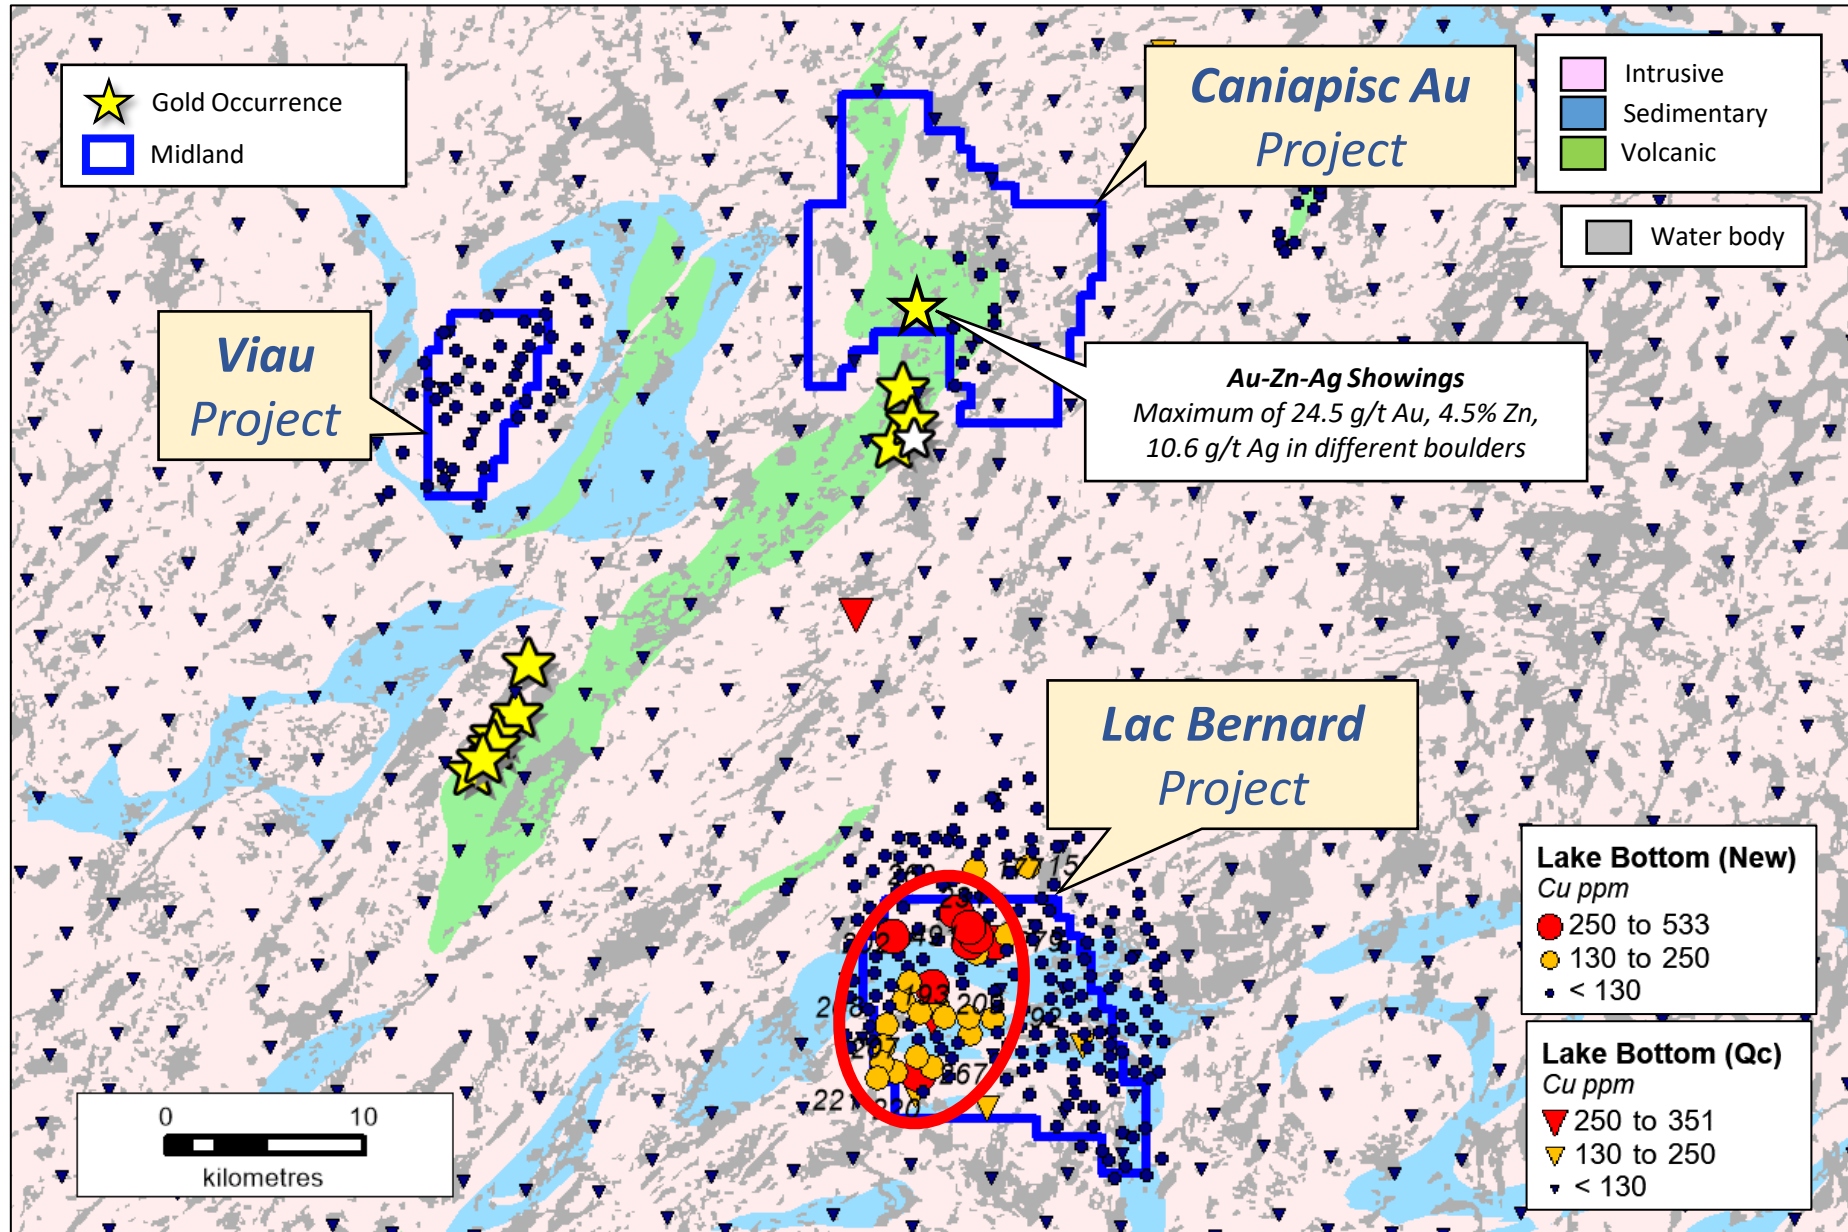 Gold Occurrence
Midland
Caniapisc Au
Project
Intrusive
Sedimentary
Volcanic
Water body
Viau
Project
Au-Zn-Ag Showings
Maximum of 24.5 g/t Au, 4.5% Zn,
10.6 g/t Ag in different boulders
Lac Bernard
Project
193
267
221
Lake Bottom (New)
Cu ppm
250 to 533
130 to 250
< 130
Lake Bottom (Qc)
Cu ppm
250 to 351
130 to 250
< 130
0 10
kilometres